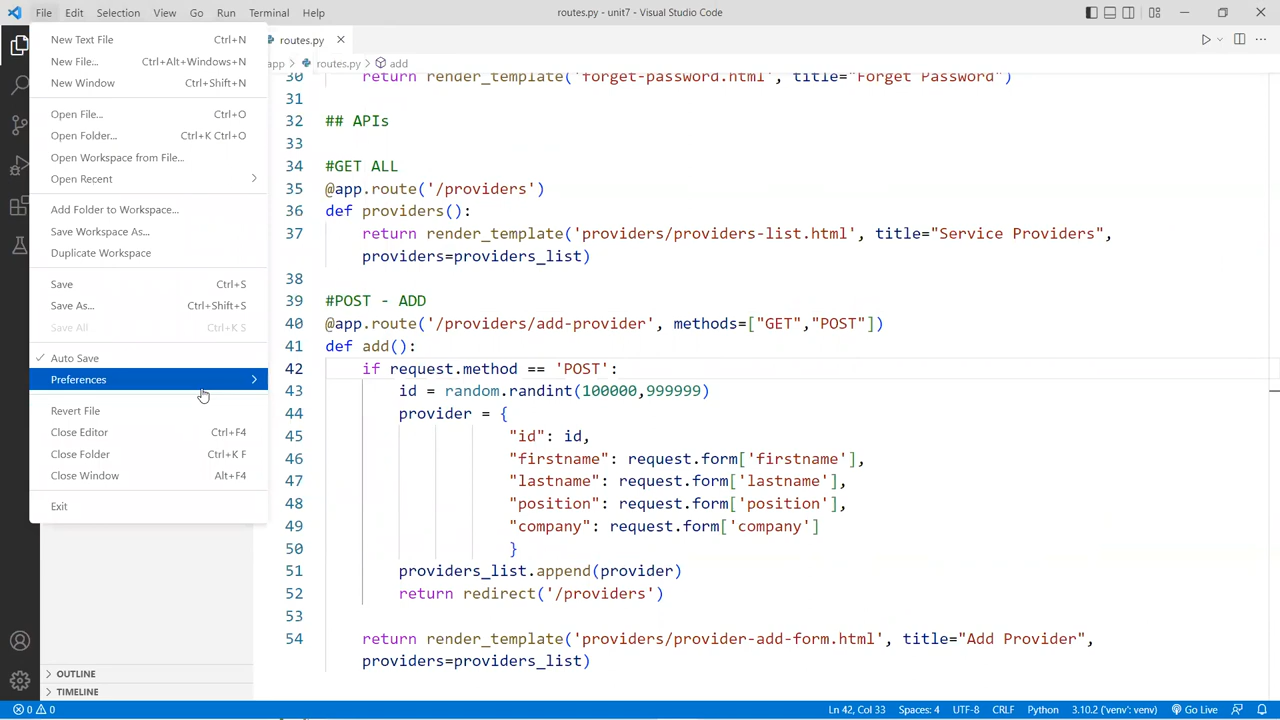 File Edit Selection View Go Run Terminal Help
routes.py - unit7 - Visual Studio Code
New Text File Ctrl+N
New File... Ctrl+Alt+Windows+N
New Window Ctrl+Shift+N
Open File... Ctrl+O
Open Folder... Ctrl+K Ctrl+O
Open Workspace from File...
Open Recent
Add Folder to Workspace...
Save Workspace As...
Duplicate Workspace
Save Ctrl+S
Save As... Ctrl+Shift+S
Save All Ctrl+K S
Auto Save
Preferences
Revert File
Close Editor Ctrl+F4
Close Folder Ctrl+K F
Close Window Alt+F4
Exit
OUTLINE
TIMELINE
routes.py
app > routes.py > add
30 return render_template('forget-password.html', title="Forget Password")
31
32 ## APIs
33
34 #GET ALL
35 @app.route('/providers')
36 def providers():
37 return render_template('providers/providers-list.html', title="Service Providers",
providers=providers_list)
38
39 #POST - ADD
40 @app.route('/providers/add-provider', methods=["GET","POST"])
41 def add():
42 if request.method == 'POST':
43 id = random.randint(100000,999999)
44 provider = {
45 "id": id,
46 "firstname": request.form['firstname'],
47 "lastname": request.form['lastname'],
48 "position": request.form['position'],
49 "company": request.form['company']
50 }
51 providers_list.append(provider)
52 return redirect('/providers')
53
54 return render_template('providers/provider-add-form.html', title="Add Provider",
providers=providers_list)
0 0 Ln 42, Col 33 Spaces: 4 UTF-8 CRLF Python 3.10.2 ('venv': venv) Go Live